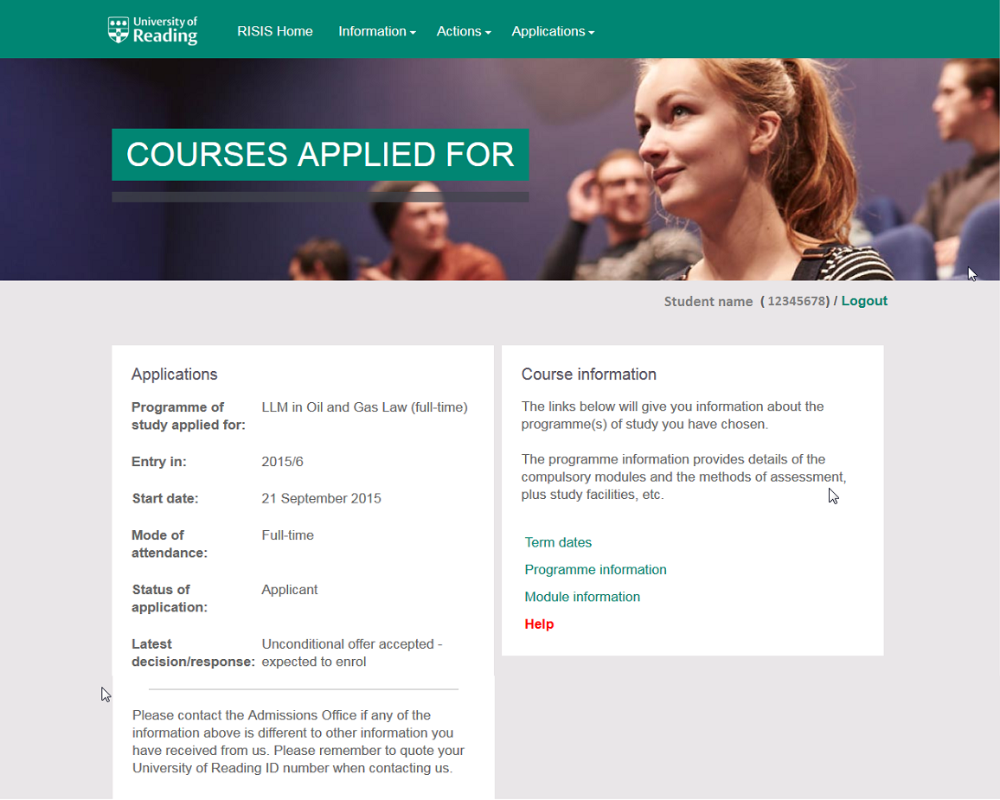 University of
Reading
RISIS Home Information Actions Applications
COURSES APPLIED FOR
Student name ( 12345678) / Logout
Applications
Programme of study applied for: LLM in Oil and Gas Law (full-time)
Entry in: 2015/6
Start date: 21 September 2015
Mode of attendance: Full-time
Status of application: Applicant
Latest decision/response: Unconditional offer accepted - expected to enrol
Please contact the Admissions Office if any of the
information above is different to other information you
have received from us. Please remember to quote your
University of Reading ID number when contacting us.
Course information
The links below will give you information about the
programme(s) of study you have chosen.
The programme information provides details of the
compulsory modules and the methods of assessment,
plus study facilities, etc.
Term dates
Programme information
Module information
Help